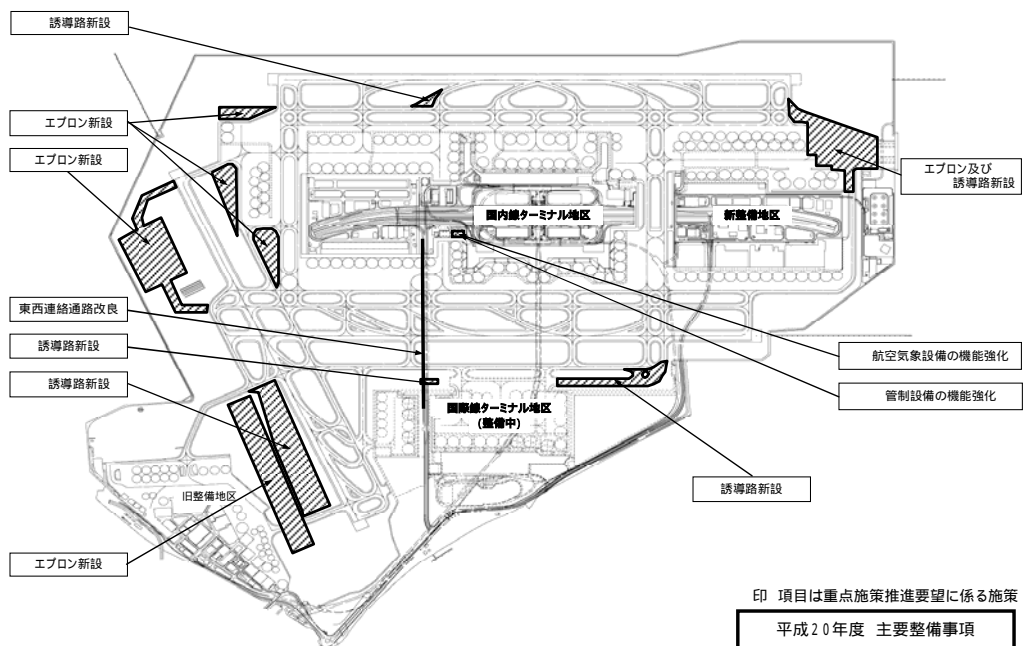 誘導路新設
エプロン新設
エプロン新設
エプロン及び
誘導路新設
国内線ターミナル地区
新整備地区
東西連絡通路改良
誘導路新設
誘導路新設
航空気象設備の機能強化
管制設備の機能強化
国際線ターミナル地区
(整備中)
誘導路新設
旧整備地区
エプロン新設
印 項目は重点施策推進要望に係る施策
平成20年度 主要整備事項